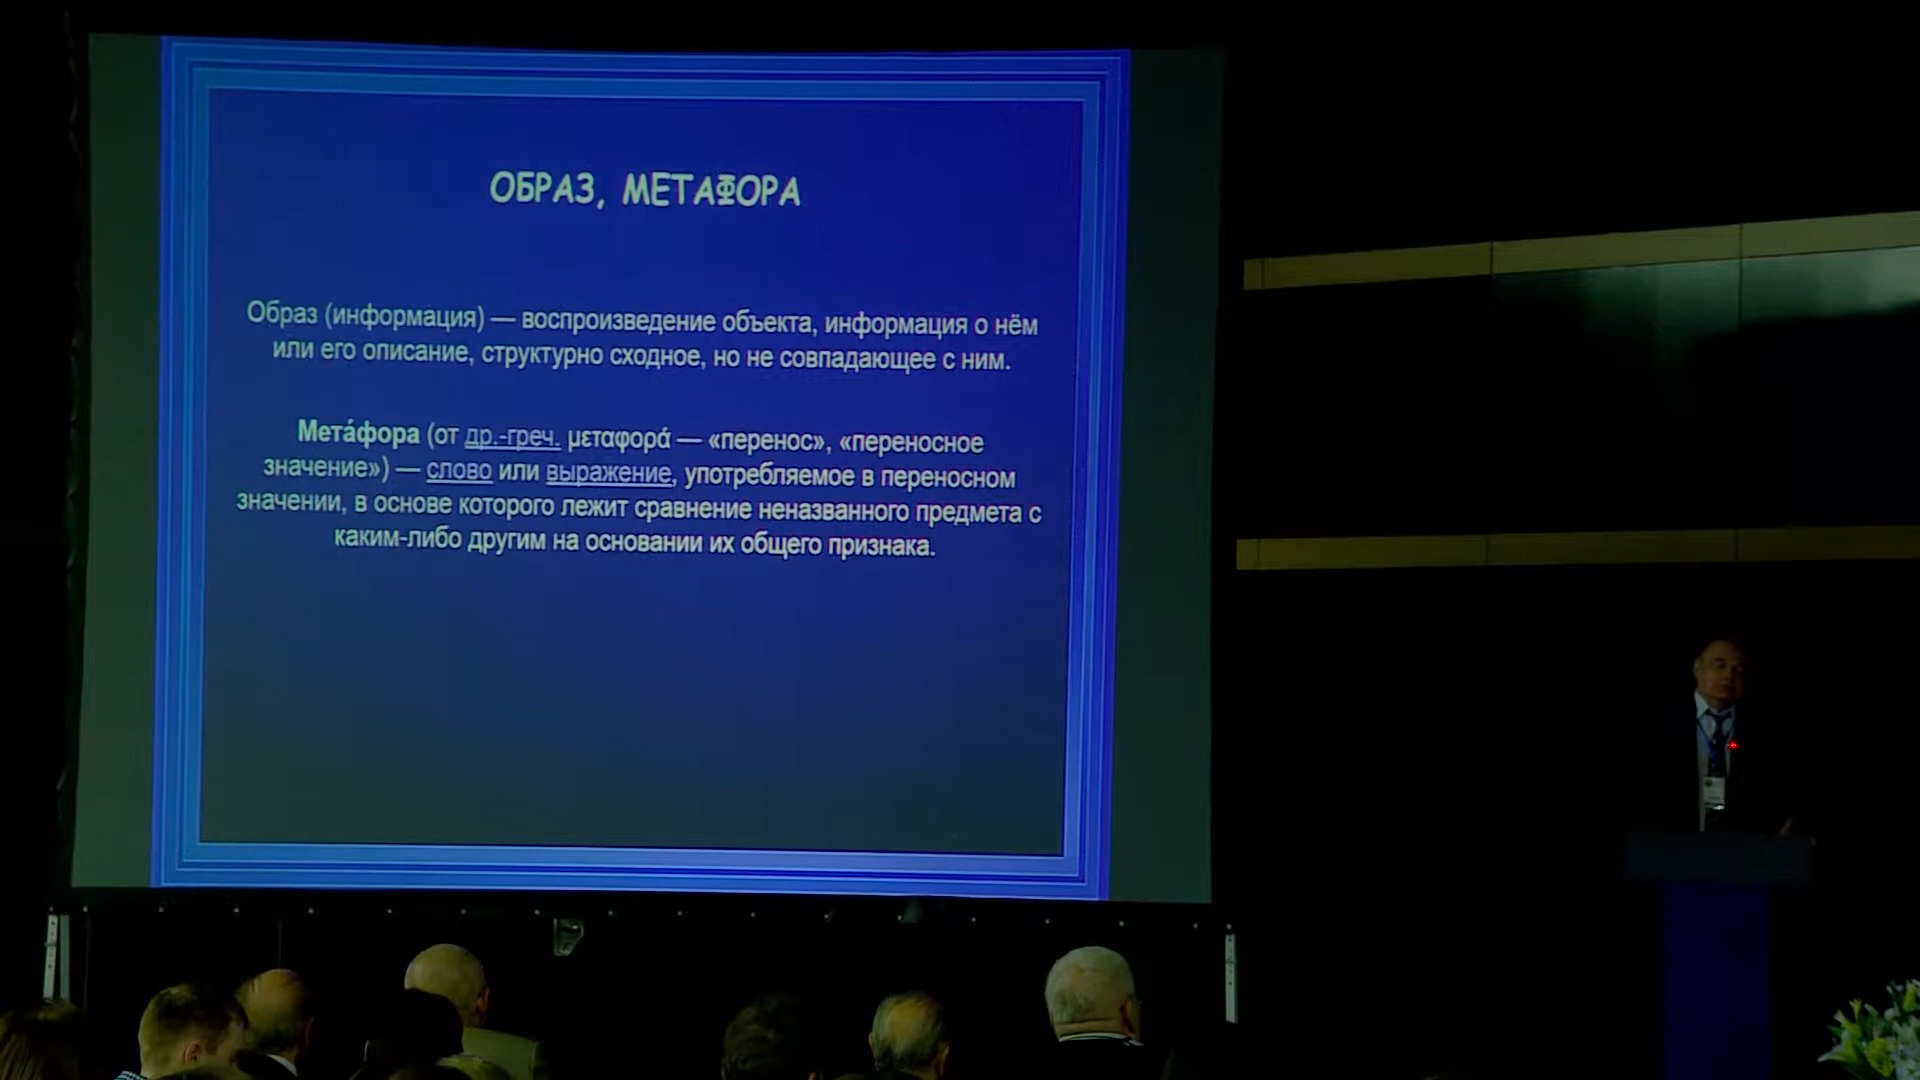 ОБРАЗ, МЕТАФОРА
Образ (информация) — воспроизведение объекта, информация о нём
или его описание, структурно сходное, но не совпадающее с ним.
Мета́фора (от др.-греч. μεταφορά — «перенос», «переносное
значение») — слово или выражение, употребляемое в переносном
значении, в основе которого лежит сравнение неназванного предмета с
каким-либо другим на основании их общего признака.